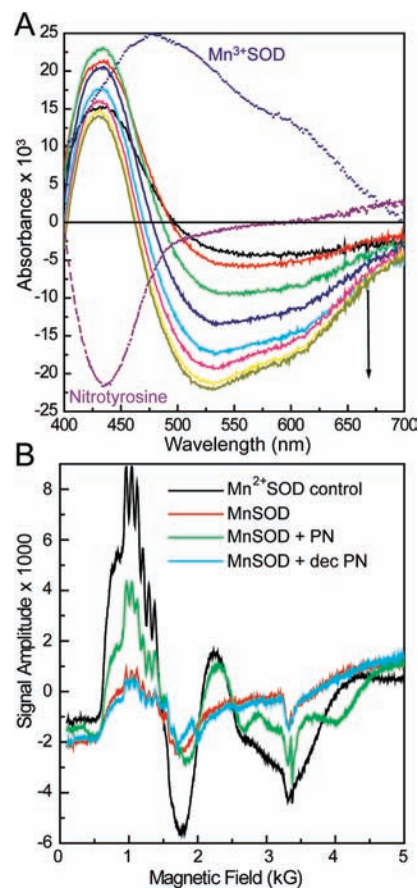 A
Mn³⁺SOD
Nitrotyrosine
Absorbance x 10³
25
20
15
10
5
0
-5
-10
-15
-20
25
400 450 500 550 600 650 700
Wavelength (nm)
B
Mn²⁺SOD control
MnSOD
MnSOD + PN
MnSOD + dec PN
Signal Amplitude x 1000
8
6
4
2
0
-2
-4
-6
0 1 2 3 4 5
Magnetic Field (kG)